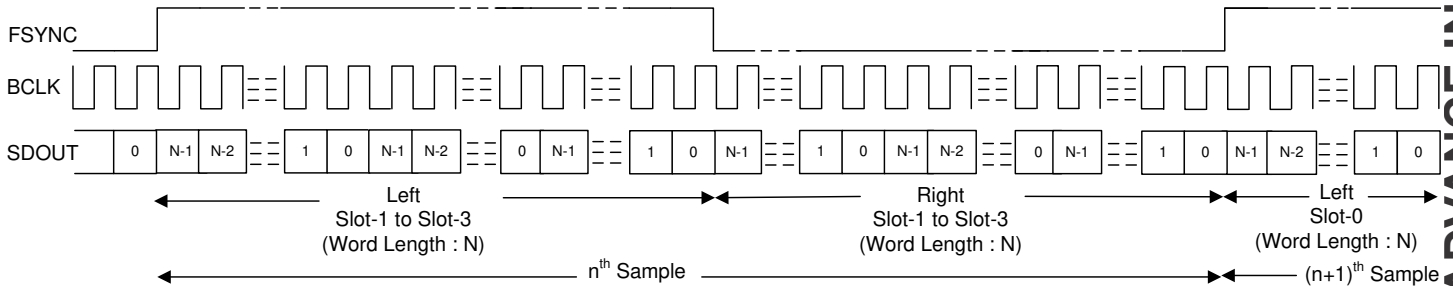 FSYNC
BCLK
SDOUT 0 N-1 N-2 1 0 N-1 N-2 0 N-1 1 0 N-1 1 0 N-1 N-2 0 N-1 1 0 N-1 N-2 1 0
Left
Slot-1 to Slot-3
(Word Length : N)
Right
Slot-1 to Slot-3
(Word Length : N)
Left
Slot-0
(Word Length : N)
nth Sample
(n+1)th Sample